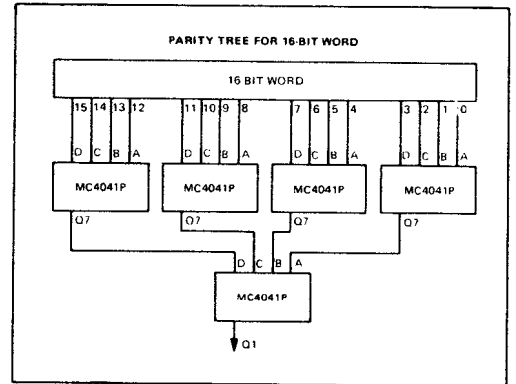 PARITY TREE FOR 16-BIT WORD
16 BIT WORD
15 14 13 12 11 10 9 8 7 6 5 4 3 2 1 0
D C B A D C B A D C B A D C B A
MC4041P MC4041P MC4041P MC4041P
Q7 Q7 Q7 Q7
D C B A
MC4041P
Q1